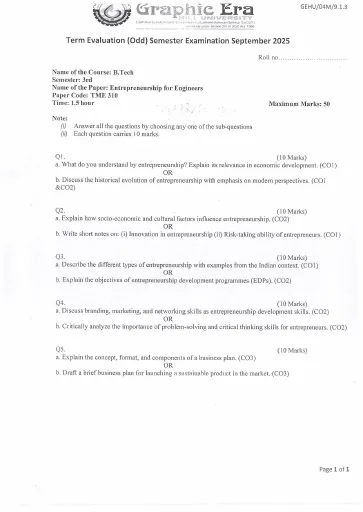 GEHU/04M/9.1.3
Graphic Era
HILL UNIVERSITY
Term Evaluation (Odd) Semester Examination September 2025
Roll no..............................
Name of the Course: B.Tech
Semester: 3rd
Name of the Paper: Entrepreneurship for Engineers
Paper Code: TME 310
Time: 1.5 hour Maximum Marks: 50
Note:
(i) Answer all the questions by choosing any one of the sub-questions
(ii) Each question carries 10 marks.
Q1. (10 Marks)
a. What do you understand by entrepreneurship? Explain its relevance in economic development. (CO1)
OR
b. Discuss the historical evolution of entrepreneurship with emphasis on modern perspectives. (CO1
&CO2)
Q2. (10 Marks)
a. Explain how socio-economic and cultural factors influence entrepreneurship. (CO2)
OR
b. Write short notes on: (i) Innovation in entrepreneurship (ii) Risk-taking ability of entrepreneurs. (CO1)
Q3. (10 Marks)
a. Describe the different types of entrepreneurship with examples from the Indian context. (CO1)
OR
b. Explain the objectives of entrepreneurship development programmes (EDPs). (CO2)
Q4. (10 Marks)
a. Discuss branding, marketing, and networking skills as entrepreneurship development skills. (CO2)
OR
b. Critically analyze the importance of problem-solving and critical thinking skills for entrepreneurs. (CO2)
Q5. (10 Marks)
a. Explain the concept, format, and components of a business plan. (CO3)
OR
b. Draft a brief business plan for launching a sustainable product in the market. (CO3)
Page 1 of 1